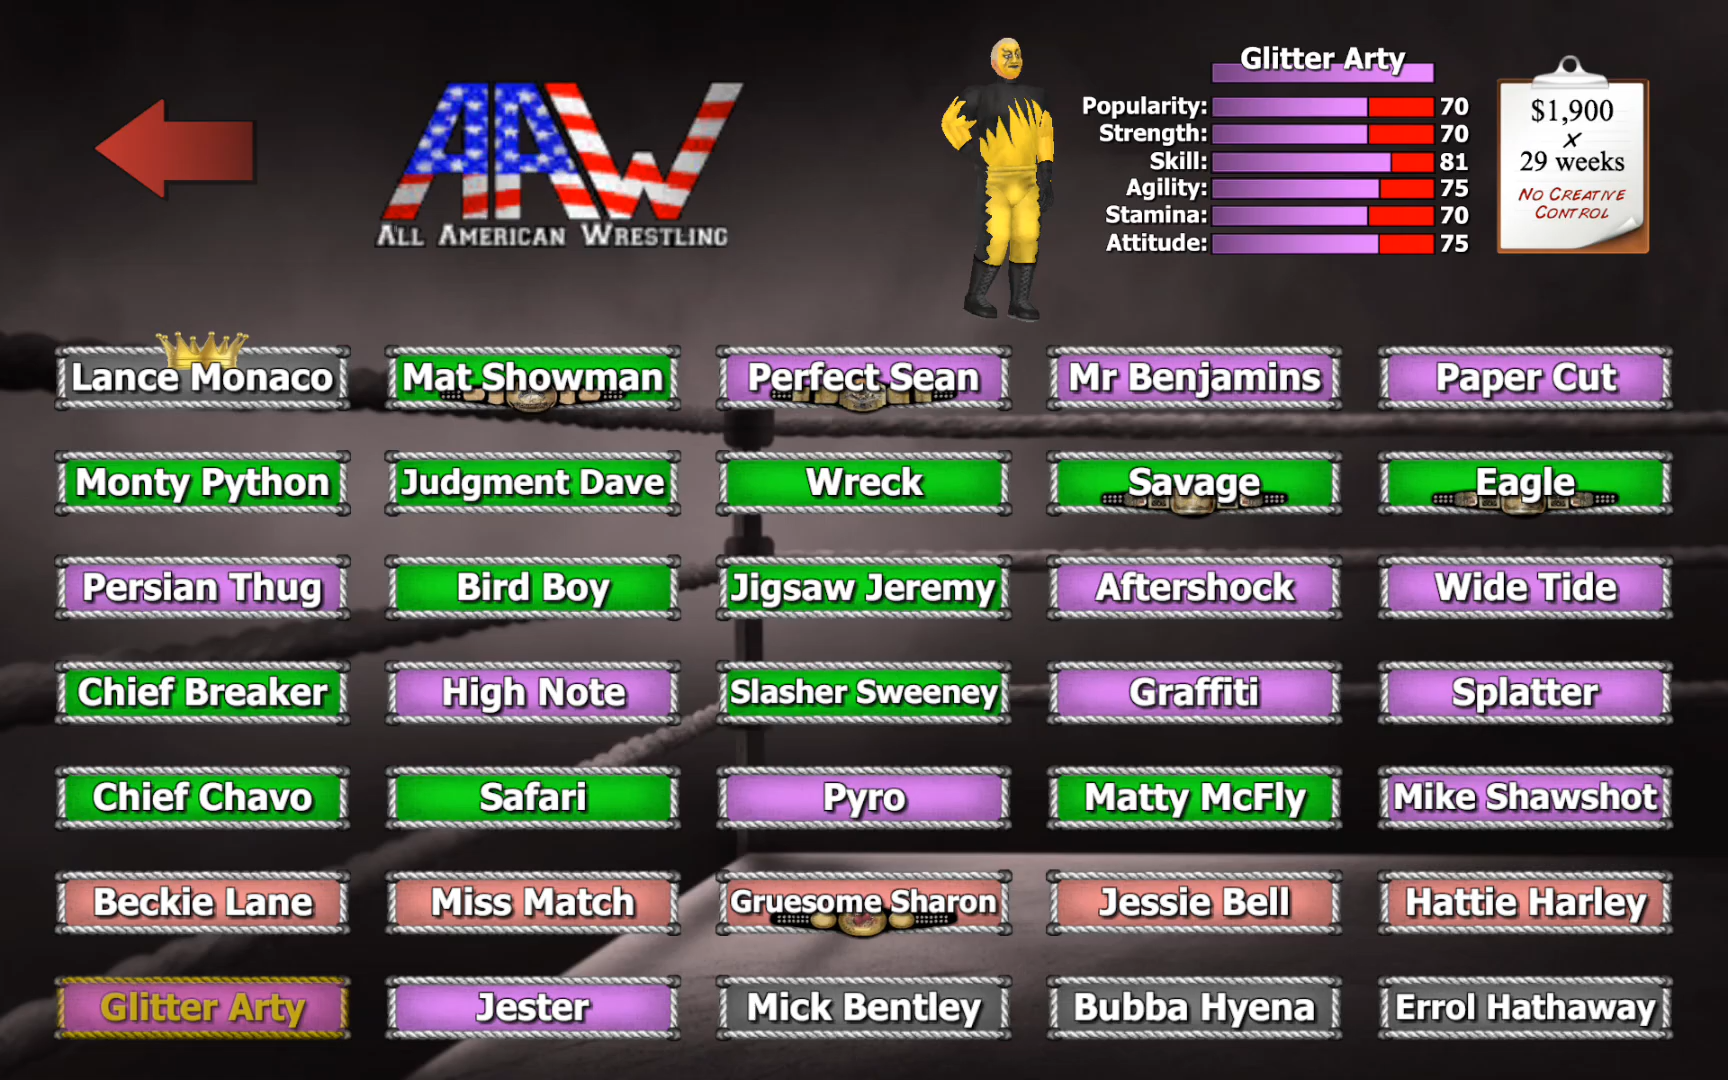 AAW
ALL AMERICAN WRESTLING
Glitter Arty
Popularity: 70
Strength: 70
Skill: 81
Agility: 75
Stamina: 70
Attitude: 75
$1,900
x
29 weeks
NO CREATIVE
CONTROL
Lance Monaco
Mat Showman
Perfect Sean
Mr Benjamins
Paper Cut
Monty Python
Judgment Dave
Wreck
Savage
Eagle
Persian Thug
Bird Boy
Jigsaw Jeremy
Aftershock
Wide Tide
Chief Breaker
High Note
Slasher Sweeney
Graffiti
Splatter
Chief Chavo
Safari
Pyro
Matty McFly
Mike Shawshot
Beckie Lane
Miss Match
Gruesome Sharon
Jessie Bell
Hattie Harley
Glitter Arty
Jester
Mick Bentley
Bubba Hyena
Errol Hathaway